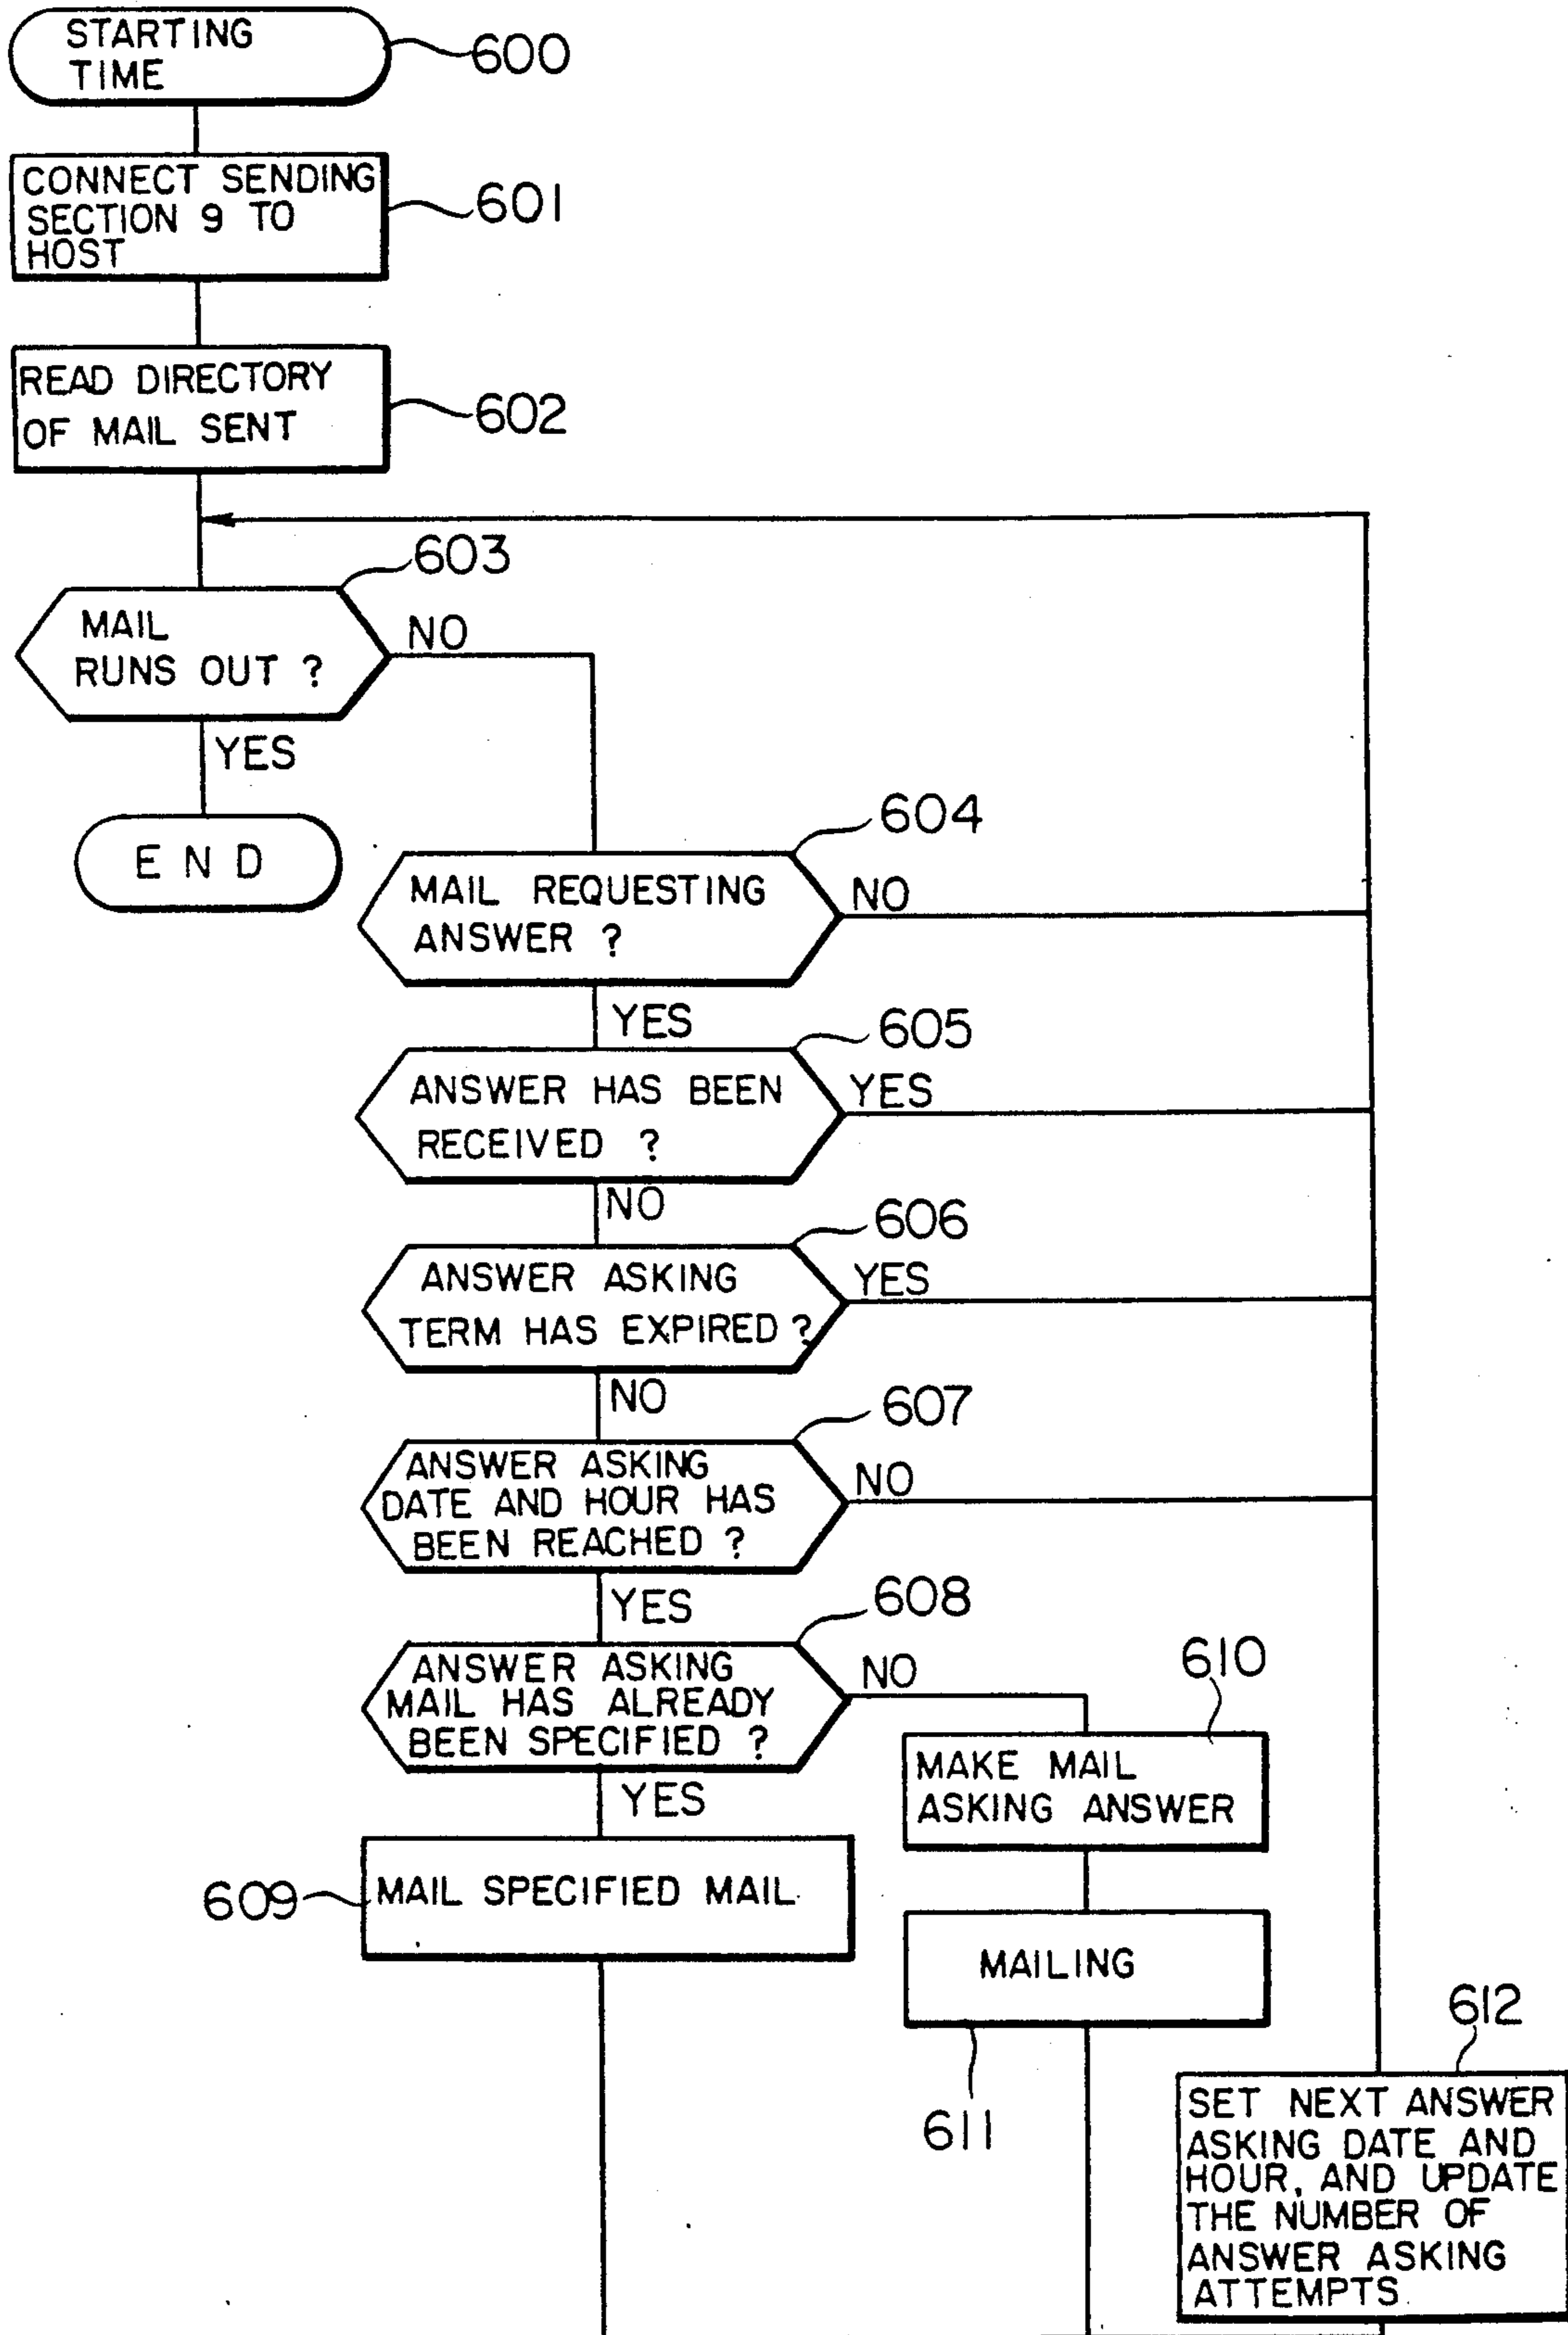 STARTING
TIME
600
CONNECT SENDING
SECTION 9 TO
HOST
601
READ DIRECTORY
OF MAIL SENT
602
603
MAIL
RUNS OUT ?
NO
YES
END
604
MAIL REQUESTING
ANSWER ?
NO
YES
605
ANSWER HAS BEEN
RECEIVED ?
YES
NO
606
ANSWER ASKING
TERM HAS EXPIRED ?
YES
NO
607
ANSWER ASKING
DATE AND HOUR HAS
BEEN REACHED ?
NO
YES
608
ANSWER ASKING
MAIL HAS ALREADY
BEEN SPECIFIED ?
NO
YES
610
MAKE MAIL
ASKING ANSWER
609
MAIL SPECIFIED MAIL
MAILING
611
612
SET NEXT ANSWER
ASKING DATE AND
HOUR, AND UPDATE
THE NUMBER OF
ANSWER ASKING
ATTEMPTS